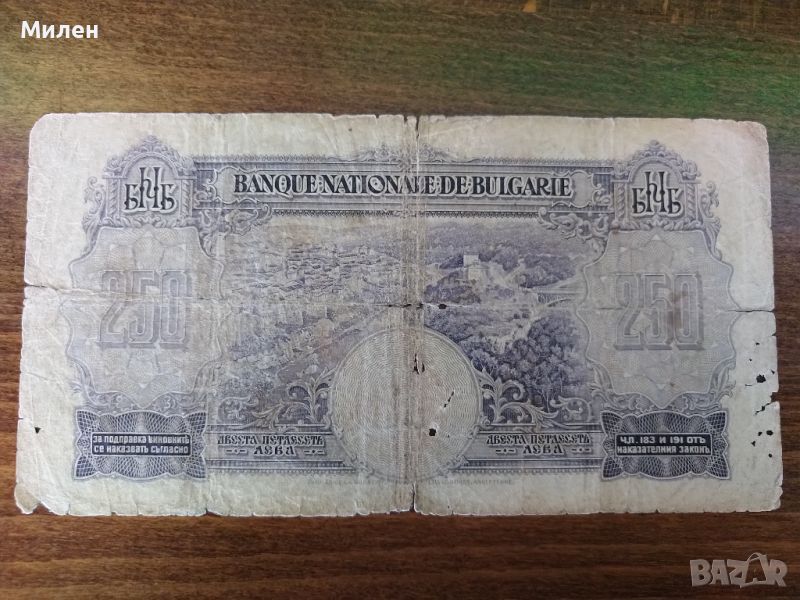 Милен
BANQUE·NATIONALE·DE·BULGARIE
БНБ
БНБ
250
250
ДВЕСТА ПЕТДЕСЕТЬ
ЛЕВА
ДВЕСТА ПЕТДЕСЕТЬ
ЛЕВА
ЗА ПОДПРАВКА ВИНОВНИТѢ
СЕ НАКАЗВАТЪ СЪГЛАСНО
ЧЛ. 183 И 191 ОТЪ
НАКАЗАТЕЛНИЯ ЗАКОНЪ
BAZAR